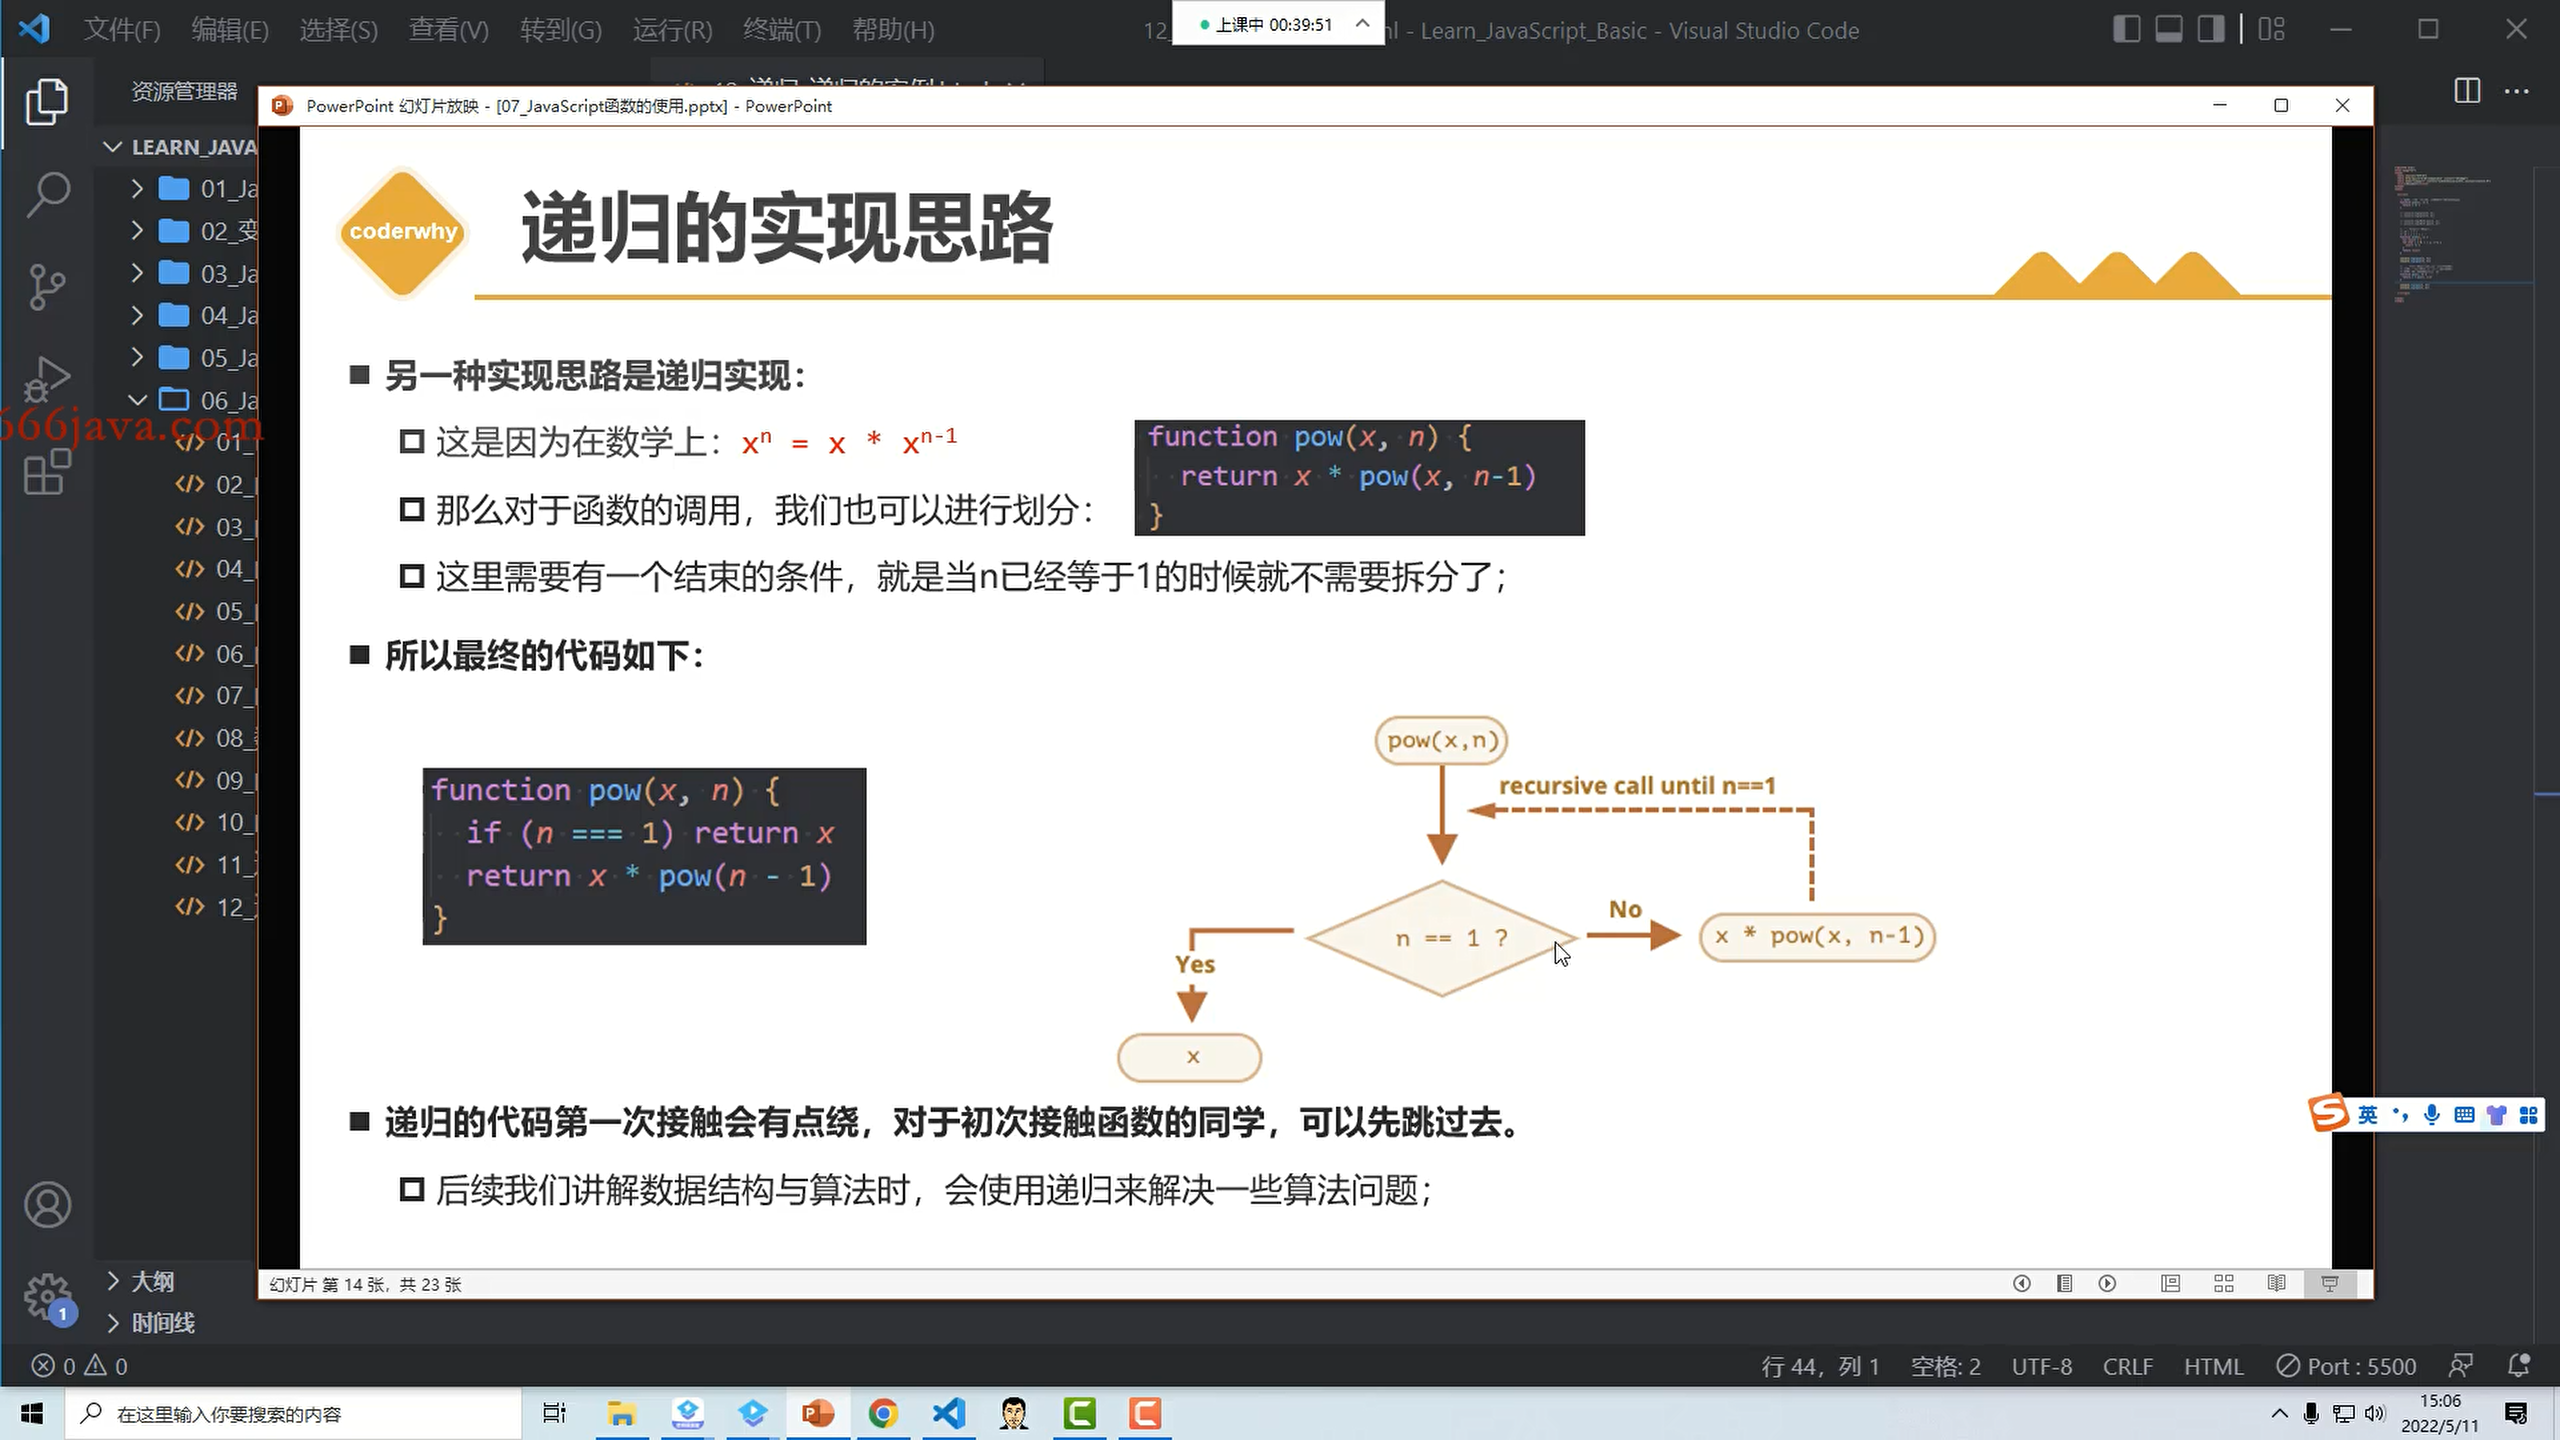 文件(F) 编辑(E) 选择(S) 查看(V) 转到(G) 运行(R) 终端(T) 帮助(H)
上课中 00:39:51
- Learn_JavaScript_Basic - Visual Studio Code
资源管理器
PowerPoint 幻灯片放映 - [07_JavaScript函数的使用.pptx] - PowerPoint
LEARN_JAVA
01_Ja
02_变
03_Ja
04_Ja
05_Ja
06_Ja
666java.com
01_
02_
03_
04_
05_
06_
07_
08_
09_
10_
11_
12_
大纲
时间线
coderwhy
递归的实现思路
另一种实现思路是递归实现：
这是因为在数学上：xⁿ = x * xⁿ⁻¹
那么对于函数的调用，我们也可以进行划分：
function pow(x, n) {
return x * pow(x, n-1)
}
这里需要有一个结束的条件，就是当n已经等于1的时候就不需要拆分了；
所以最终的代码如下：
function pow(x, n) {
if (n === 1) return x
return x * pow(n - 1)
}
pow(x,n)
recursive call until n==1
n == 1 ?
No
x * pow(x, n-1)
Yes
x
递归的代码第一次接触会有点绕，对于初次接触函数的同学，可以先跳过去。
后续我们讲解数据结构与算法时，会使用递归来解决一些算法问题；
英
幻灯片 第 14 张，共 23 张
1
0 0
行 44，列 1 空格: 2 UTF-8 CRLF HTML Port : 5500
在这里输入你要搜索的内容
15:06
2022/5/11